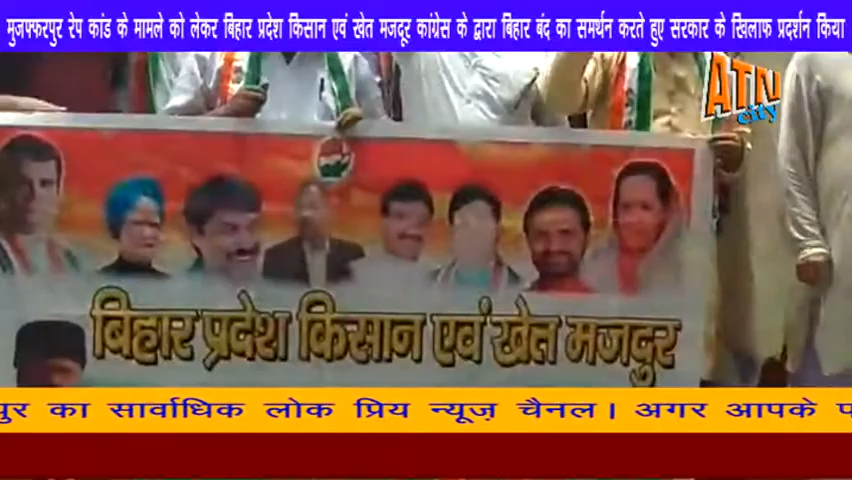 मुजफ्फरपुर रेप कांड के मामले को लेकर बिहार प्रदेश किसान एवं खेत मजदूर कांग्रेस के द्वारा बिहार बंद का समर्थन करते हुए सरकार के खिलाफ प्रदर्शन किया
ATN
city
बिहार प्रदेश किसान एवं खेत मजदुर
पुर का सार्वाधिक लोक प्रिय न्यूज़ चैनल। अगर आपके